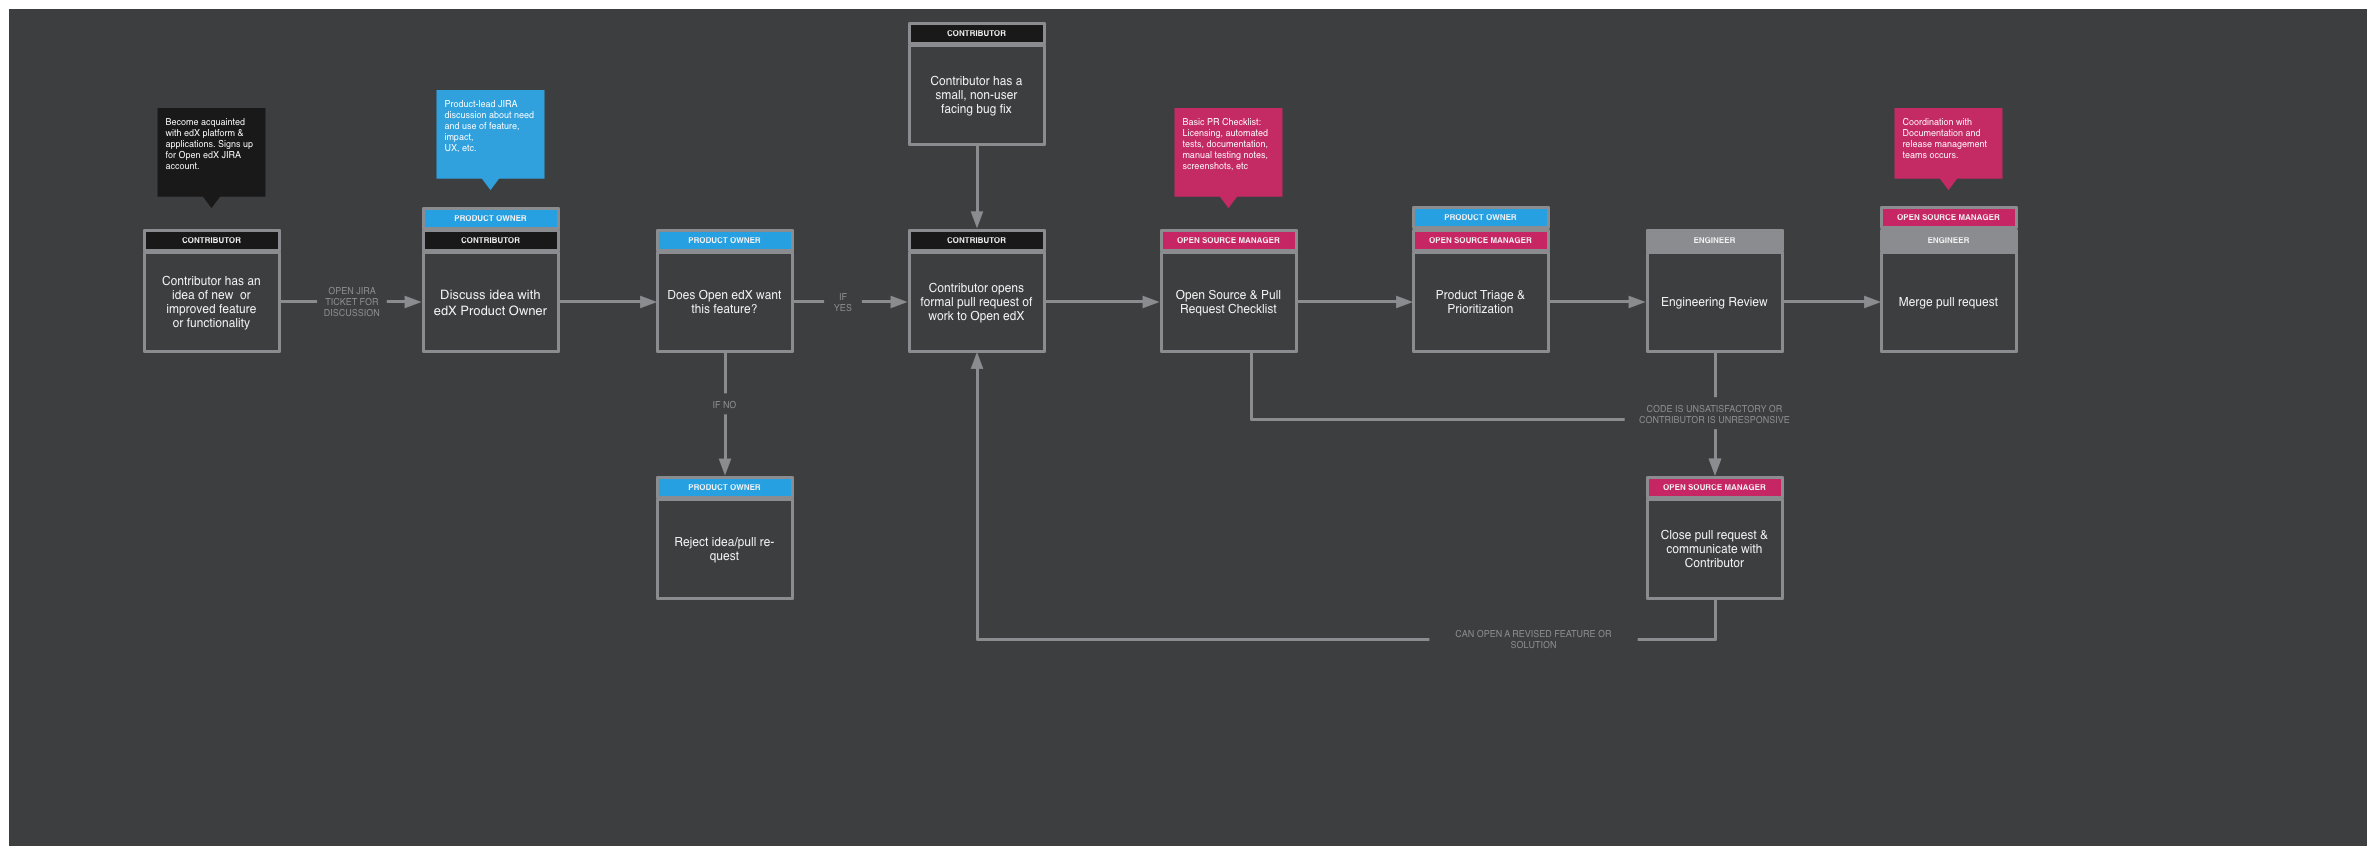 CONTRIBUTOR
Contributor has a
small, non-user
facing bug fix
Become acquainted
with edX platform &
applications. Signs up
for Open edX JIRA
account.
Product-lead JIRA
discussion about need
and use of feature,
impact,
UX, etc.
Basic PR Checklist:
Licensing, automated
tests, documentation,
manual testing notes,
screenshots, etc
Coordination with
Documentation and
release management
teams occurs.
CONTRIBUTOR
Contributor has an
idea of new  or
improved feature
or functionality
OPEN JIRA
TICKET FOR
DISCUSSION
PRODUCT OWNER
CONTRIBUTOR
Discuss idea with
edX Product Owner
PRODUCT OWNER
Does Open edX want
this feature?
IF
YES
CONTRIBUTOR
Contributor opens
formal pull request of
work to Open edX
OPEN SOURCE MANAGER
Open Source & Pull
Request Checklist
PRODUCT OWNER
OPEN SOURCE MANAGER
Product Triage &
Prioritization
ENGINEER
Engineering Review
OPEN SOURCE MANAGER
ENGINEER
Merge pull request
IF NO
CODE IS UNSATISFACTORY OR
CONTRIBUTOR IS UNRESPONSIVE
PRODUCT OWNER
Reject idea/pull re-
quest
OPEN SOURCE MANAGER
Close pull request &
communicate with
Contributor
CAN OPEN A REVISED FEATURE OR
SOLUTION